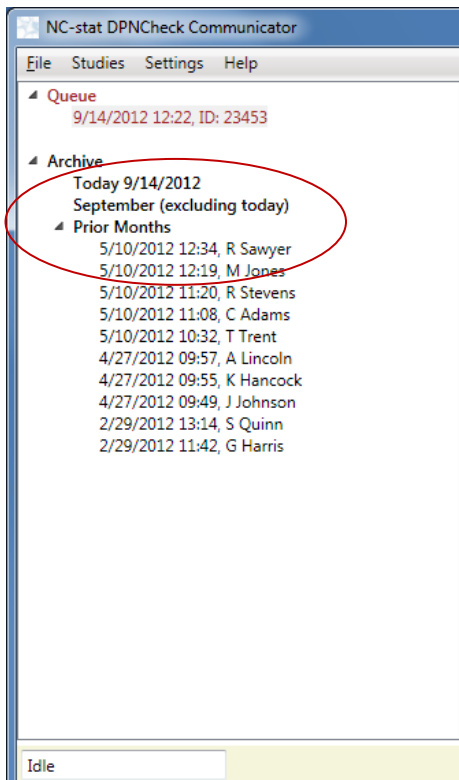 NC-stat DPNCheck Communicator
File Studies Settings Help
Queue
9/14/2012 12:22, ID: 23453
Archive
Today 9/14/2012
September (excluding today)
Prior Months
5/10/2012 12:34, R Sawyer
5/10/2012 12:19, M Jones
5/10/2012 11:20, R Stevens
5/10/2012 11:08, C Adams
5/10/2012 10:32, T Trent
4/27/2012 09:57, A Lincoln
4/27/2012 09:55, K Hancock
4/27/2012 09:49, J Johnson
2/29/2012 13:14, S Quinn
2/29/2012 11:42, G Harris
Idle